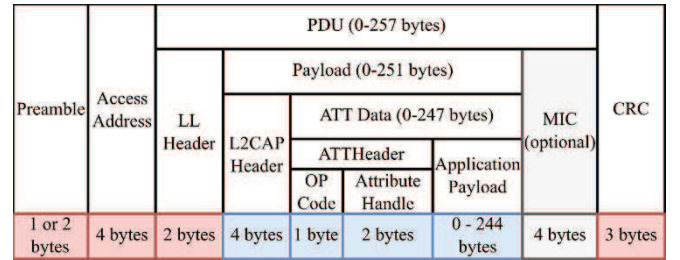 PDU (0-257 bytes)
Payload (0-251 bytes)
Preamble
Access
Address
LL
Header
ATT Data (0-247 bytes)
MIC
(optional)
CRC
L2CAP
Header
ATTHeader
Application
Payload
OP
Code
Attribute
Handle
1 or 2
bytes
4 bytes
2 bytes
4 bytes
1 byte
2 bytes
0 - 244
bytes
4 bytes
3 bytes